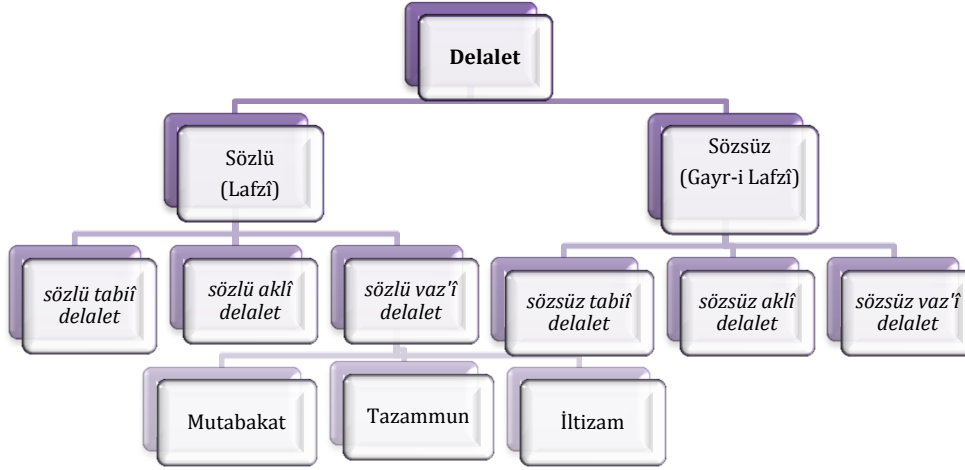 Delalet
Sözlü
(Lafzî)
Sözsüz
(Gayr-i Lafzî)
sözlü tabiî
delalet
sözlü aklî
delalet
sözlü vaz'î
delalet
sözsüz tabiî
delalet
sözsüz aklî
delalet
sözsüz vaz'î
delalet
Mutabakat
Tazammun
İltizam